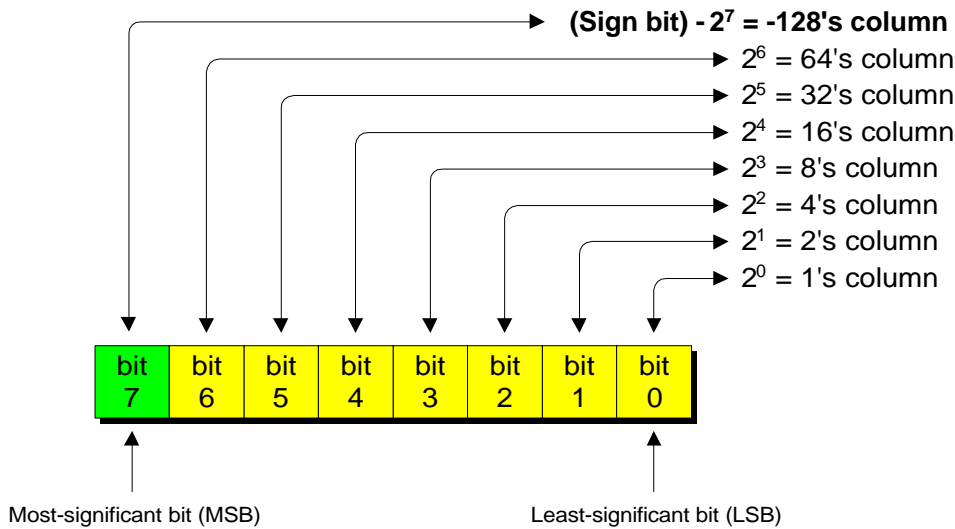 (Sign bit) - 2⁷ = -128's column
2⁶ = 64's column
2⁵ = 32's column
2⁴ = 16's column
2³ = 8's column
2² = 4's column
2¹ = 2's column
2⁰ = 1's column
bit 7
bit 6
bit 5
bit 4
bit 3
bit 2
bit 1
bit 0
Most-significant bit (MSB)
Least-significant bit (LSB)